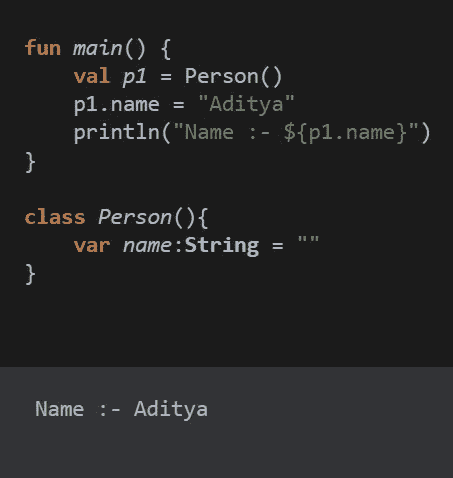 fun main() {
    val p1 = Person()
    p1.name = "Aditya"
    println("Name :- ${p1.name}")
}
class Person(){
    var name:String = ""
}
Name :- Aditya